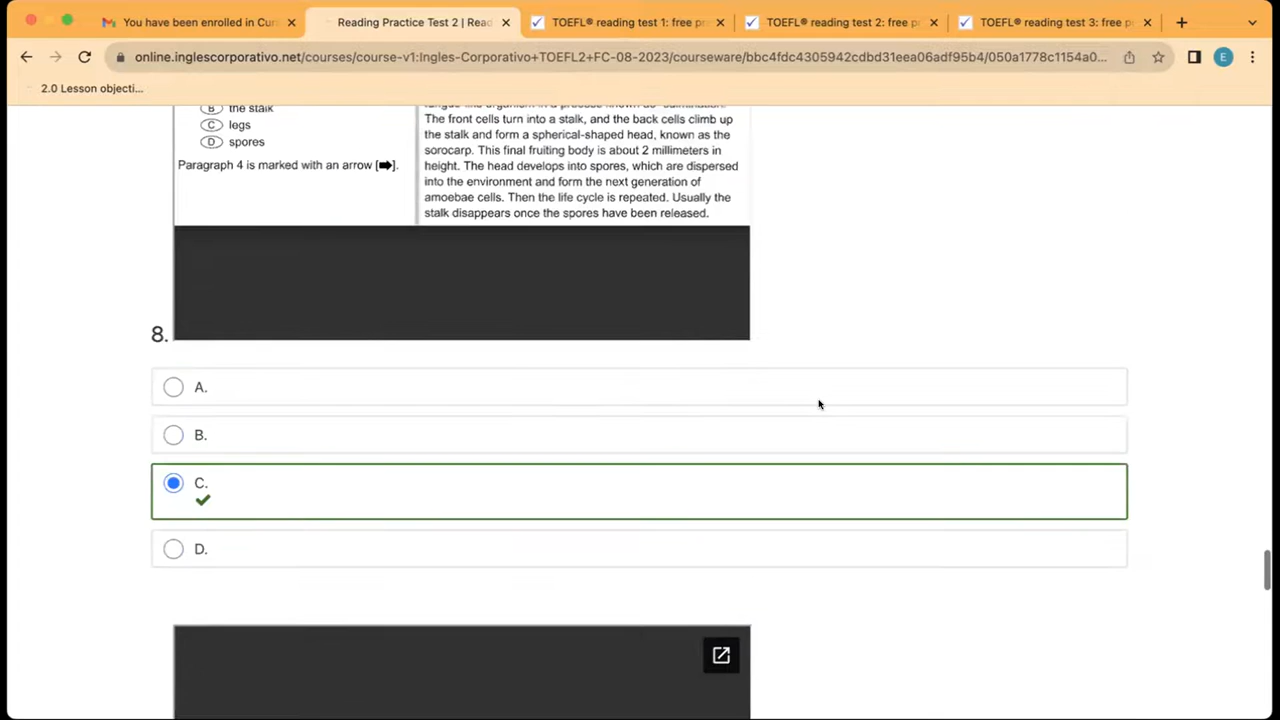 You have been enrolled in Cur
Reading Practice Test 2 | Read
TOEFL® reading test 1: free pr
TOEFL® reading test 2: free p
TOEFL® reading test 3: free p
online.inglescorporativo.net/courses/course-v1:Ingles-Corporativo+TOEFL2+FC-08-2023/courseware/bbc4fdc4305942cdbd31eea06adf95b4/050a1778c1154a0...
E
2.0 Lesson objecti...
B the stalk
C legs
D spores
Paragraph 4 is marked with an arrow [➡].
The front cells turn into a stalk, and the back cells climb up
the stalk and form a spherical-shaped head, known as the
sorocarp. This final fruiting body is about 2 millimeters in
height. The head develops into spores, which are dispersed
into the environment and form the next generation of
amoebae cells. Then the life cycle is repeated. Usually the
stalk disappears once the spores have been released.
8.
A.
B.
C.
D.